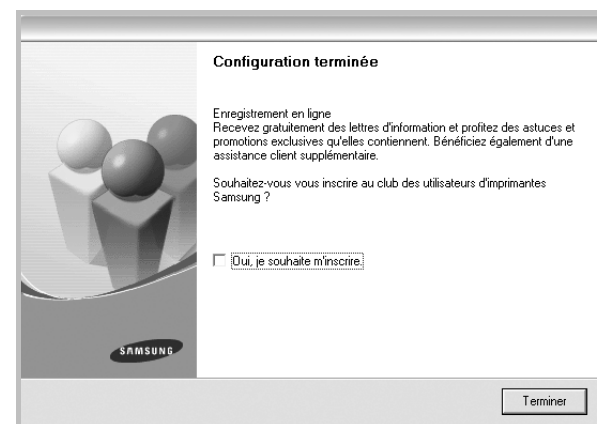 Configuration terminée
Enregistrement en ligne
Recevez gratuitement des lettres d'information et profitez des astuces et
promotions exclusives qu'elles contiennent. Bénéficiez également d'une
assistance client supplémentaire.
Souhaitez-vous vous inscrire au club des utilisateurs d'imprimantes
Samsung ?
Oui, je souhaite m'inscrire.
SAMSUNG
Terminer